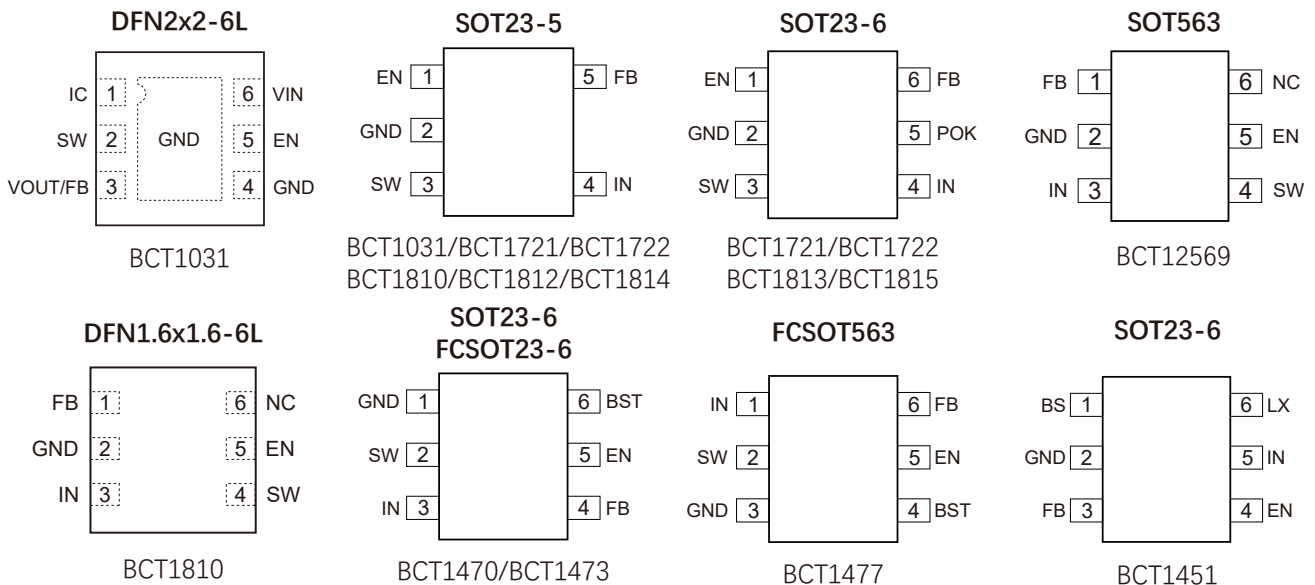 DFN2x2-6L
IC 1 6 VIN
SW 2 GND 5 EN
VOUT/FB 3 4 GND
BCT1031
SOT23-5
EN 1 5 FB
GND 2
SW 3 4 IN
BCT1031/BCT1721/BCT1722
BCT1810/BCT1812/BCT1814
SOT23-6
EN 1 6 FB
GND 2 5 POK
SW 3 4 IN
BCT1721/BCT1722
BCT1813/BCT1815
SOT563
FB 1 6 NC
GND 2 5 EN
IN 3 4 SW
BCT12569
DFN1.6x1.6-6L
FB 1 6 NC
GND 2 5 EN
IN 3 4 SW
BCT1810
SOT23-6
FCSOT23-6
GND 1 6 BST
SW 2 5 EN
IN 3 4 FB
BCT1470/BCT1473
FCSOT563
IN 1 6 FB
SW 2 5 EN
GND 3 4 BST
BCT1477
SOT23-6
BS 1 6 LX
GND 2 5 IN
FB 3 4 EN
BCT1451